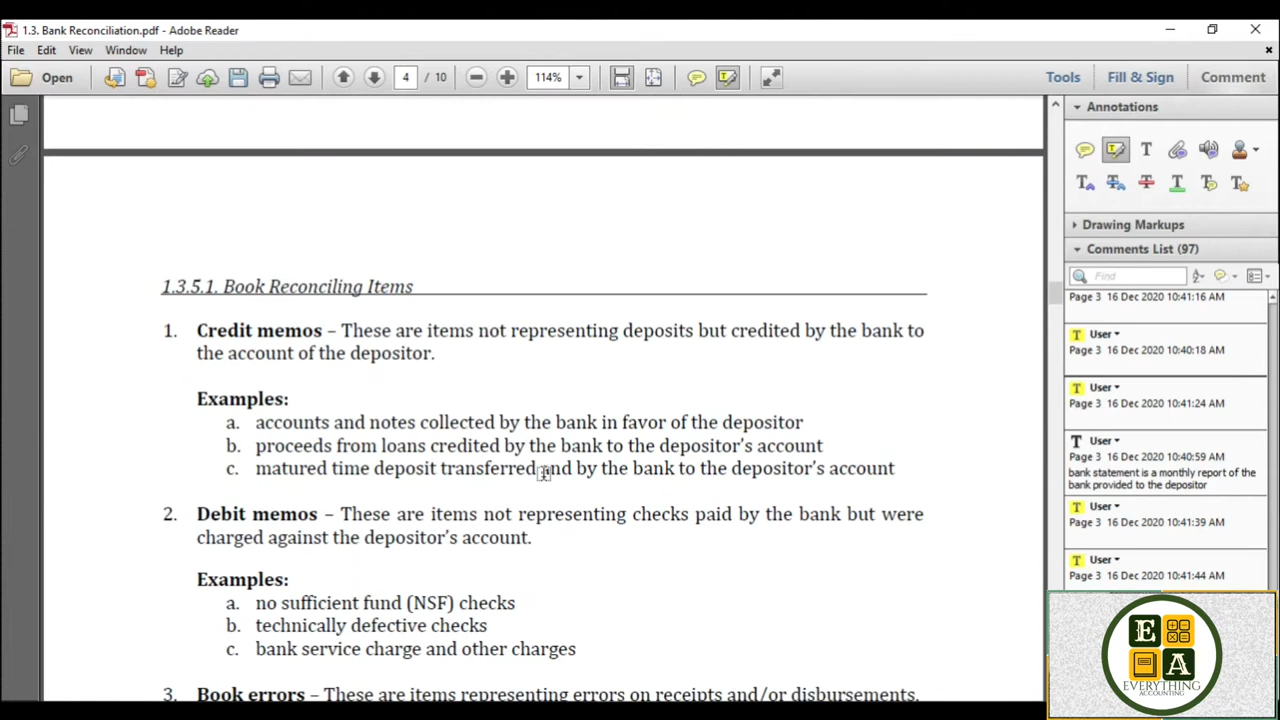 1.3. Bank Reconciliation.pdf - Adobe Reader
File Edit View Window Help
Open 4 / 10 114% Tools Fill & Sign Comment
Annotations
Drawing Markups
Comments List (97)
Find
Page 3 16 Dec 2020 10:41:16 AM
User
Page 3 16 Dec 2020 10:40:18 AM
User
Page 3 16 Dec 2020 10:41:24 AM
User
Page 3 16 Dec 2020 10:40:59 AM
bank statement is a monthly report of the
bank provided to the depositor
User
Page 3 16 Dec 2020 10:41:39 AM
User
Page 3 16 Dec 2020 10:41:44 AM
1.3.5.1. Book Reconciling Items
1. Credit memos – These are items not representing deposits but credited by the bank to
the account of the depositor.
Examples:
a. accounts and notes collected by the bank in favor of the depositor
b. proceeds from loans credited by the bank to the depositor's account
c. matured time deposit transferred and by the bank to the depositor's account
2. Debit memos – These are items not representing checks paid by the bank but were
charged against the depositor's account.
Examples:
a. no sufficient fund (NSF) checks
b. technically defective checks
c. bank service charge and other charges
3. Book errors – These are items representing errors on receipts and/or disbursements.
E
A
EVERYTHING
ACCOUNTING